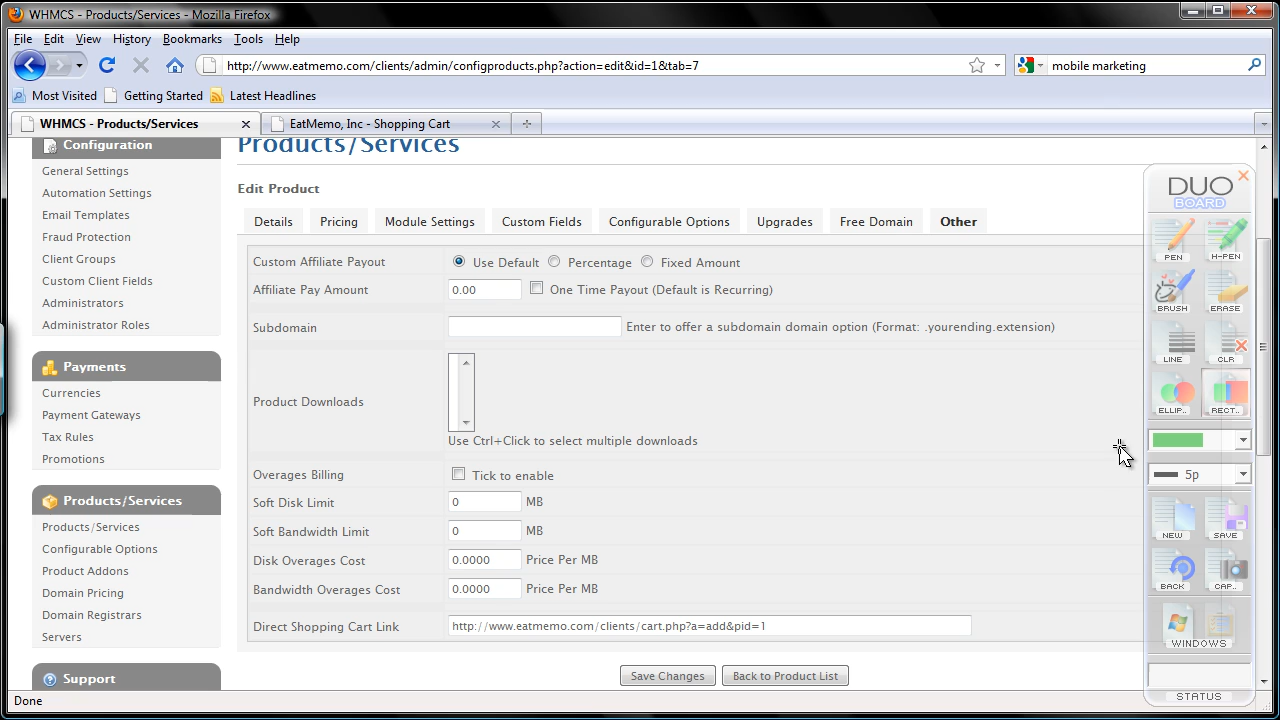 WHMCS - Products/Services - Mozilla Firefox
File Edit View History Bookmarks Tools Help
http://www.eatmemo.com/clients/admin/configproducts.php?action=edit&id=1&tab=7
mobile marketing
Most Visited Getting Started Latest Headlines
WHMCS - Products/Services
EatMemo, Inc - Shopping Cart
Configuration
General Settings
Automation Settings
Email Templates
Fraud Protection
Client Groups
Custom Client Fields
Administrators
Administrator Roles
Payments
Currencies
Payment Gateways
Tax Rules
Promotions
Products/Services
Products/Services
Configurable Options
Product Addons
Domain Pricing
Domain Registrars
Servers
Support
Products/Services
Edit Product
Details Pricing Module Settings Custom Fields Configurable Options Upgrades Free Domain Other
Custom Affiliate Payout Use Default Percentage Fixed Amount
Affiliate Pay Amount 0.00 One Time Payout (Default is Recurring)
Subdomain Enter to offer a subdomain domain option (Format: .yourending.extension)
Product Downloads
Use Ctrl+Click to select multiple downloads
Overages Billing Tick to enable
Soft Disk Limit 0 MB
Soft Bandwidth Limit 0 MB
Disk Overages Cost 0.0000 Price Per MB
Bandwidth Overages Cost 0.0000 Price Per MB
Direct Shopping Cart Link http://www.eatmemo.com/clients/cart.php?a=add&pid=1
Save Changes Back to Product List
DUO
BOARD
PEN H-PEN
BRUSH ERASE
LINE CLR
ELLIP.. RECT..
5p
NEW SAVE
BACK CAP..
WINDOWS
STATUS
Done